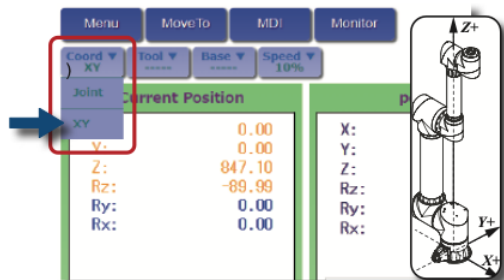 Menu MoveTo MDI Monitor
Coord ▼ Tool ▼ Base ▼ Speed ▼
XY ----- ----- 10%
Joint
XY
Current Position
0.00 X:
Y: 0.00 Y:
Z: 847.10 Z:
Rz: -89.99 Rz:
Ry: 0.00 Ry:
Rx: 0.00 Rx:
Z+
Y+
X+